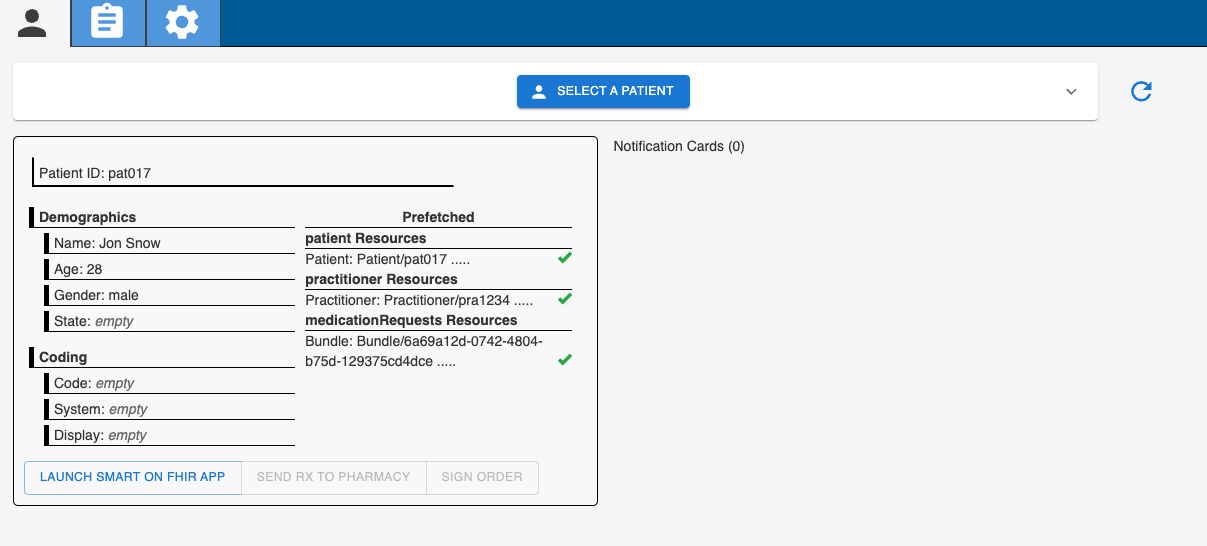 SELECT A PATIENT
Notification Cards (0)
Patient ID: pat017
Demographics
Name: Jon Snow
Age: 28
Gender: male
State: empty
Coding
Code: empty
System: empty
Display: empty
Prefetched
patient Resources
Patient: Patient/pat017 .....
practitioner Resources
Practitioner: Practitioner/pra1234 .....
medicationRequests Resources
Bundle: Bundle/6a69a12d-0742-4804-
b75d-129375cd4dce .....
LAUNCH SMART ON FHIR APP
SEND RX TO PHARMACY
SIGN ORDER